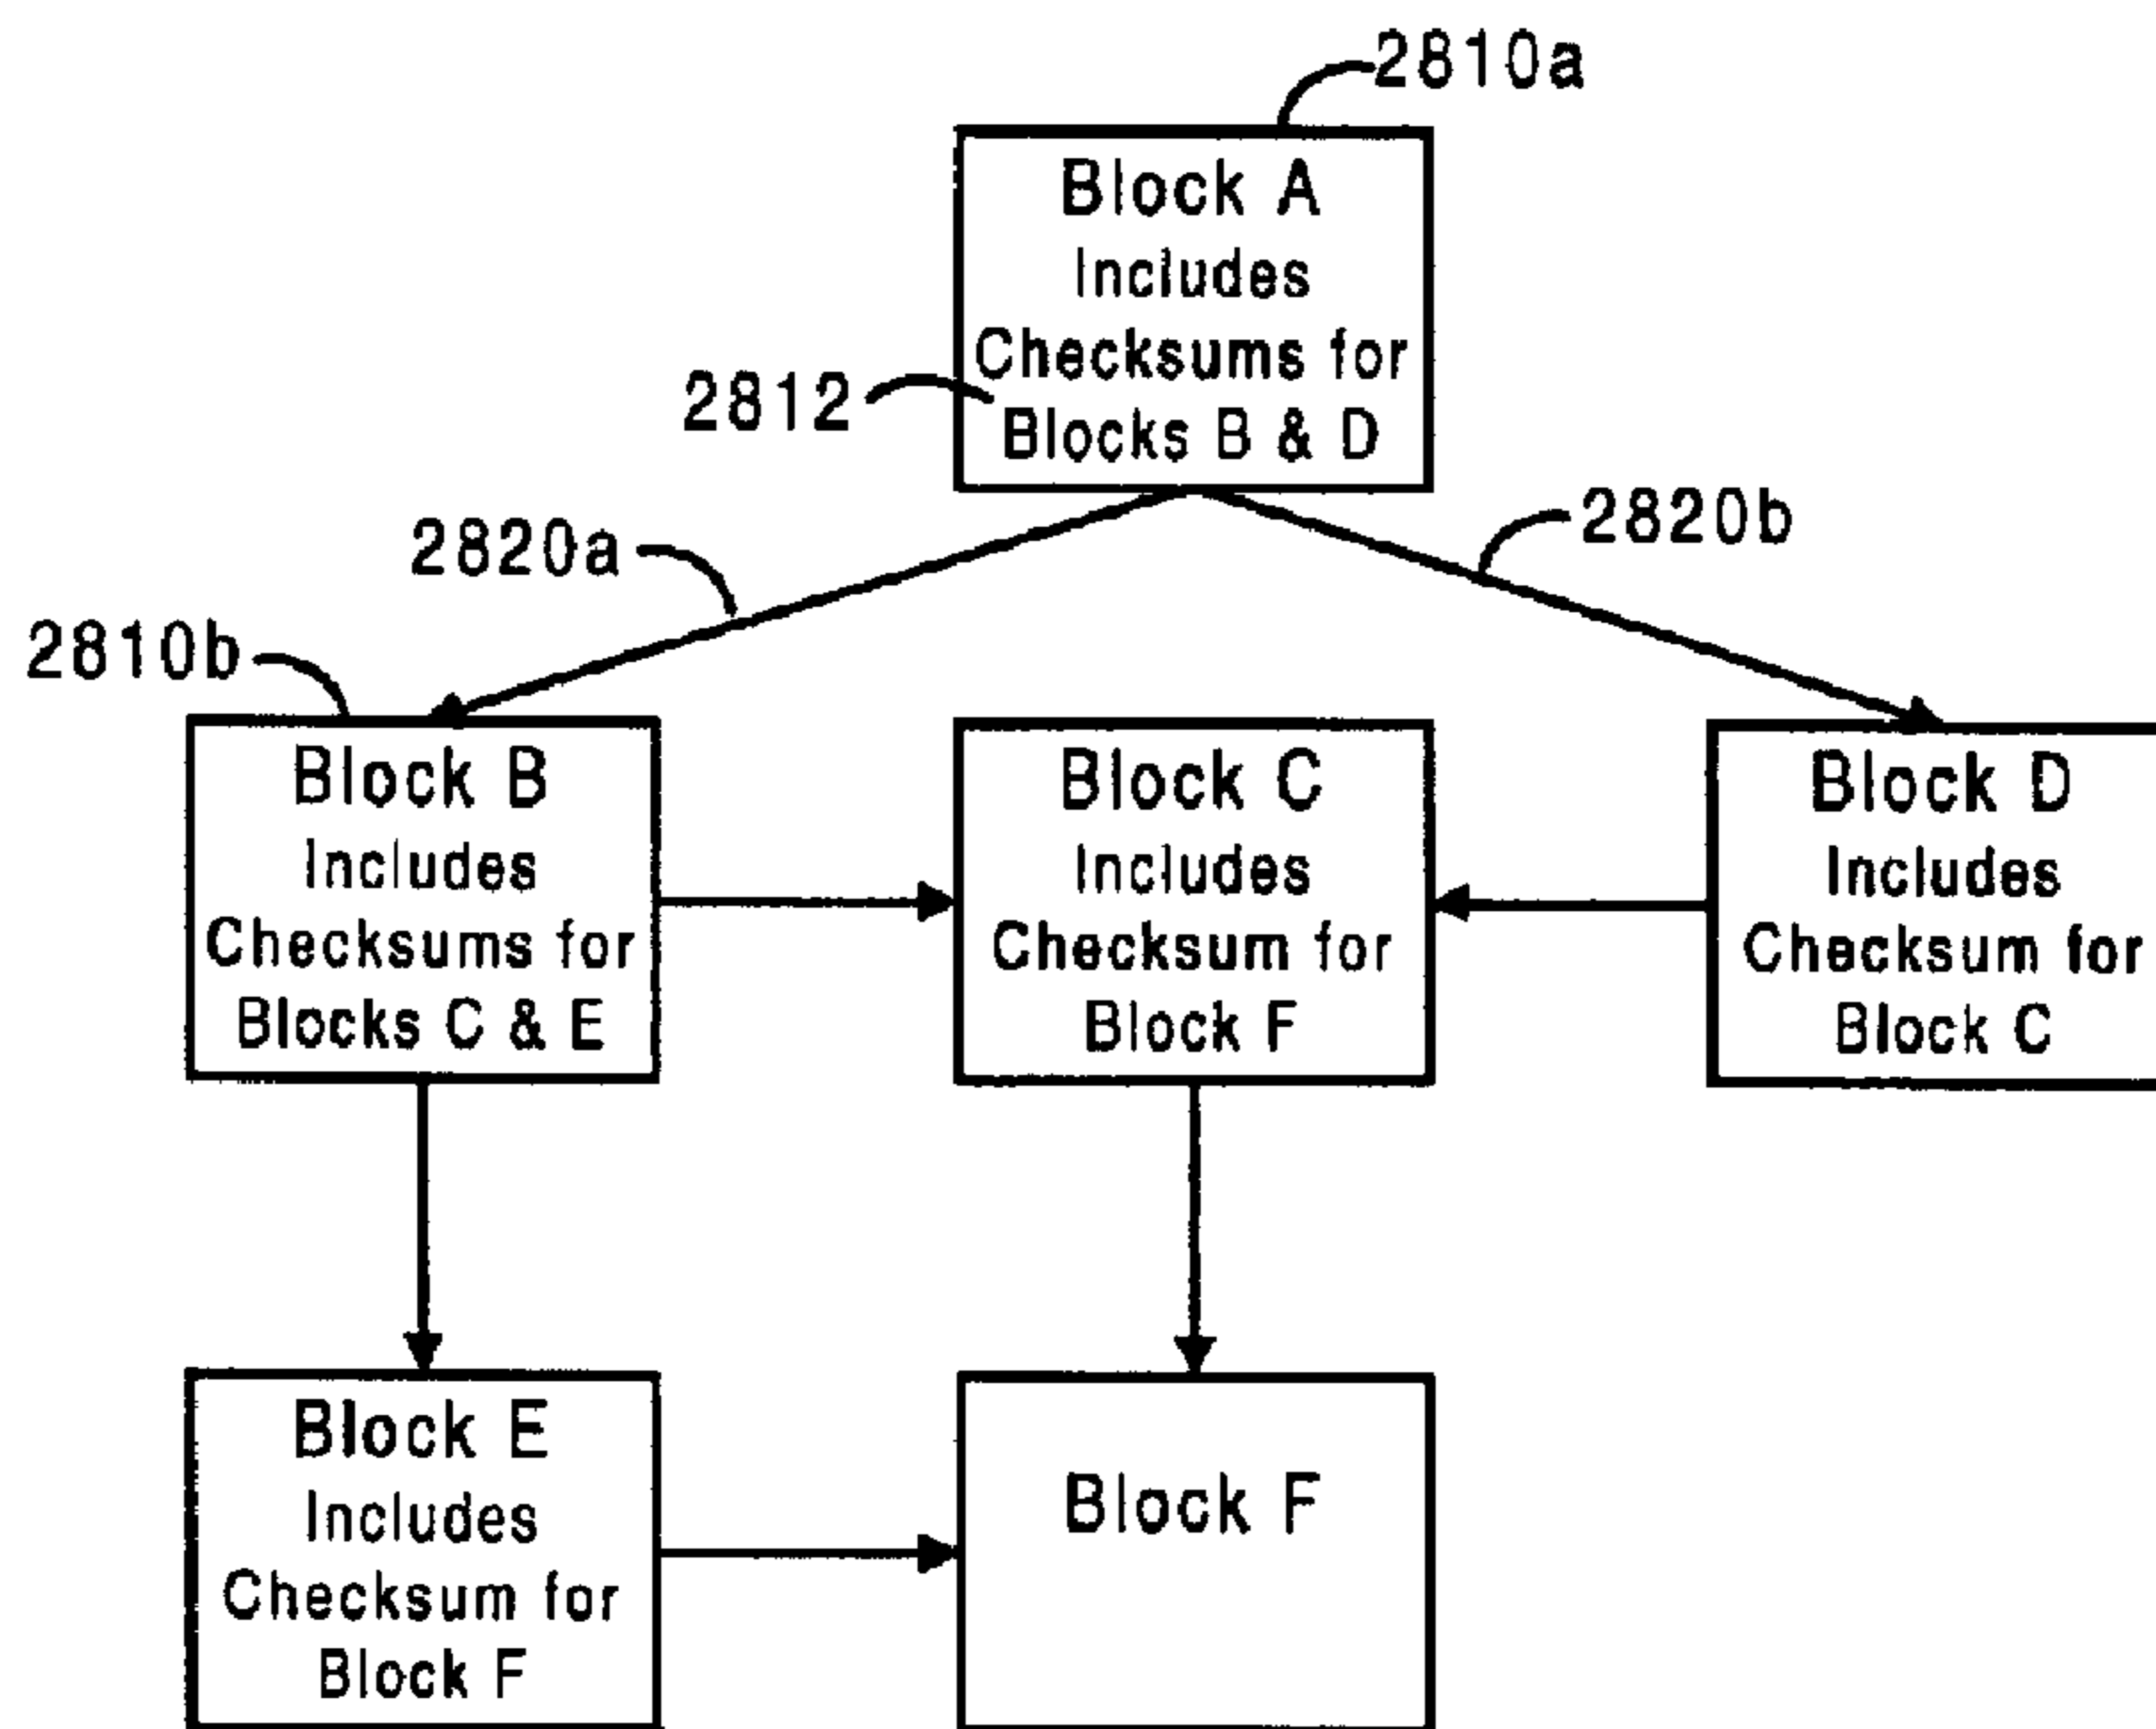 2810a
Block A
Includes
Checksums for
Blocks B & D
2812
2820a
2820b
2810b
Block B
Includes
Checksums for
Blocks C & E
Block C
Includes
Checksum for
Block F
Block D
Includes
Checksum for
Block C
Block E
Includes
Checksum for
Block F
Block F